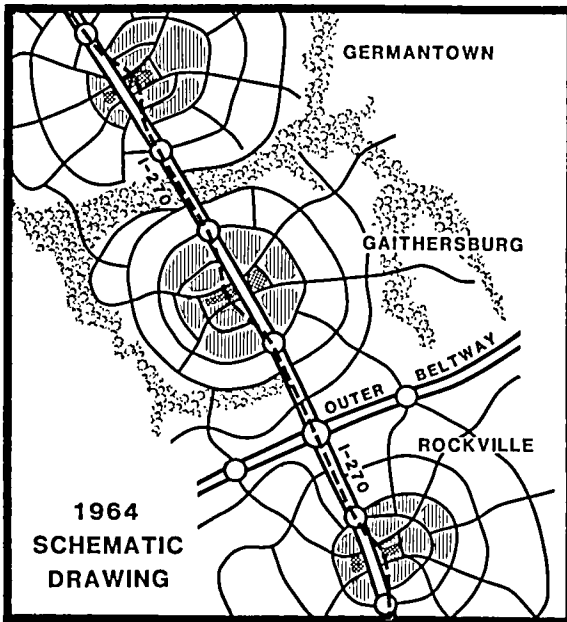 GERMANTOWN
I-270
GAITHERSBURG
OUTER BELTWAY
ROCKVILLE
I-270
1964
SCHEMATIC
DRAWING